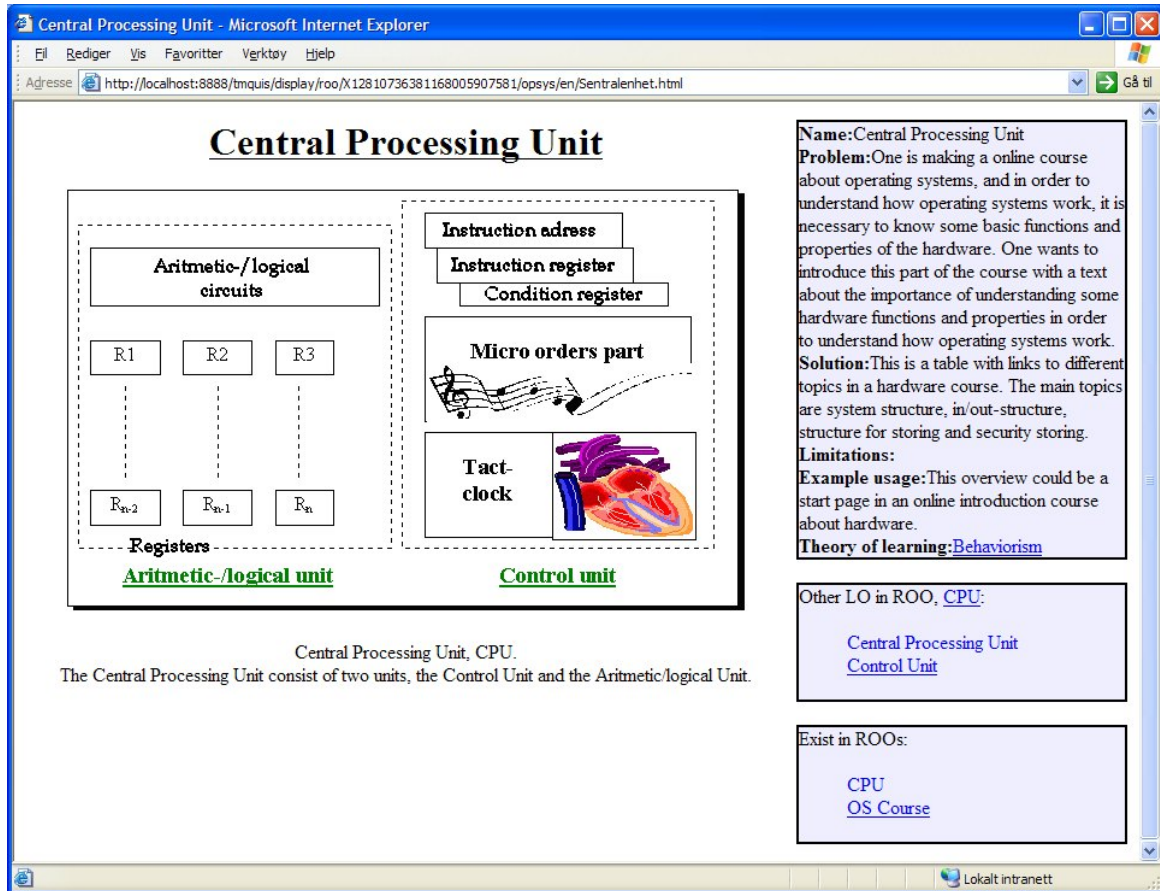 Central Processing Unit - Microsoft Internet Explorer
Fil Rediger Vis Favoritter Verktøy Hjelp
Adresse http://localhost:8888/tmquis/display/roo/X12810736381168005907581/opsys/en/Sentralenhet.html Gå til
Central Processing Unit
Aritmetic-/logical
circuits
R1 R2 R3
Rn-2 Rn-1 Rn
Registers
Aritmetic-/logical unit
Instruction adress
Instruction register
Condition register
Micro orders part
Tact-
clock
Control unit
Central Processing Unit, CPU.
The Central Processing Unit consist of two units, the Control Unit and the Aritmetic/logical Unit.
Name:Central Processing Unit
Problem:One is making a online course
about operating systems, and in order to
understand how operating systems work, it is
necessary to know some basic functions and
properties of the hardware. One wants to
introduce this part of the course with a text
about the importance of understanding some
hardware functions and properties in order
to understand how operating systems work.
Solution:This is a table with links to different
topics in a hardware course. The main topics
are system structure, in/out-structure,
structure for storing and security storing.
Limitations:
Example usage:This overview could be a
start page in an online introduction course
about hardware.
Theory of learning:Behaviorism
Other LO in ROO, CPU:
Central Processing Unit
Control Unit
Exist in ROOs:
CPU
OS Course
Lokalt intranett